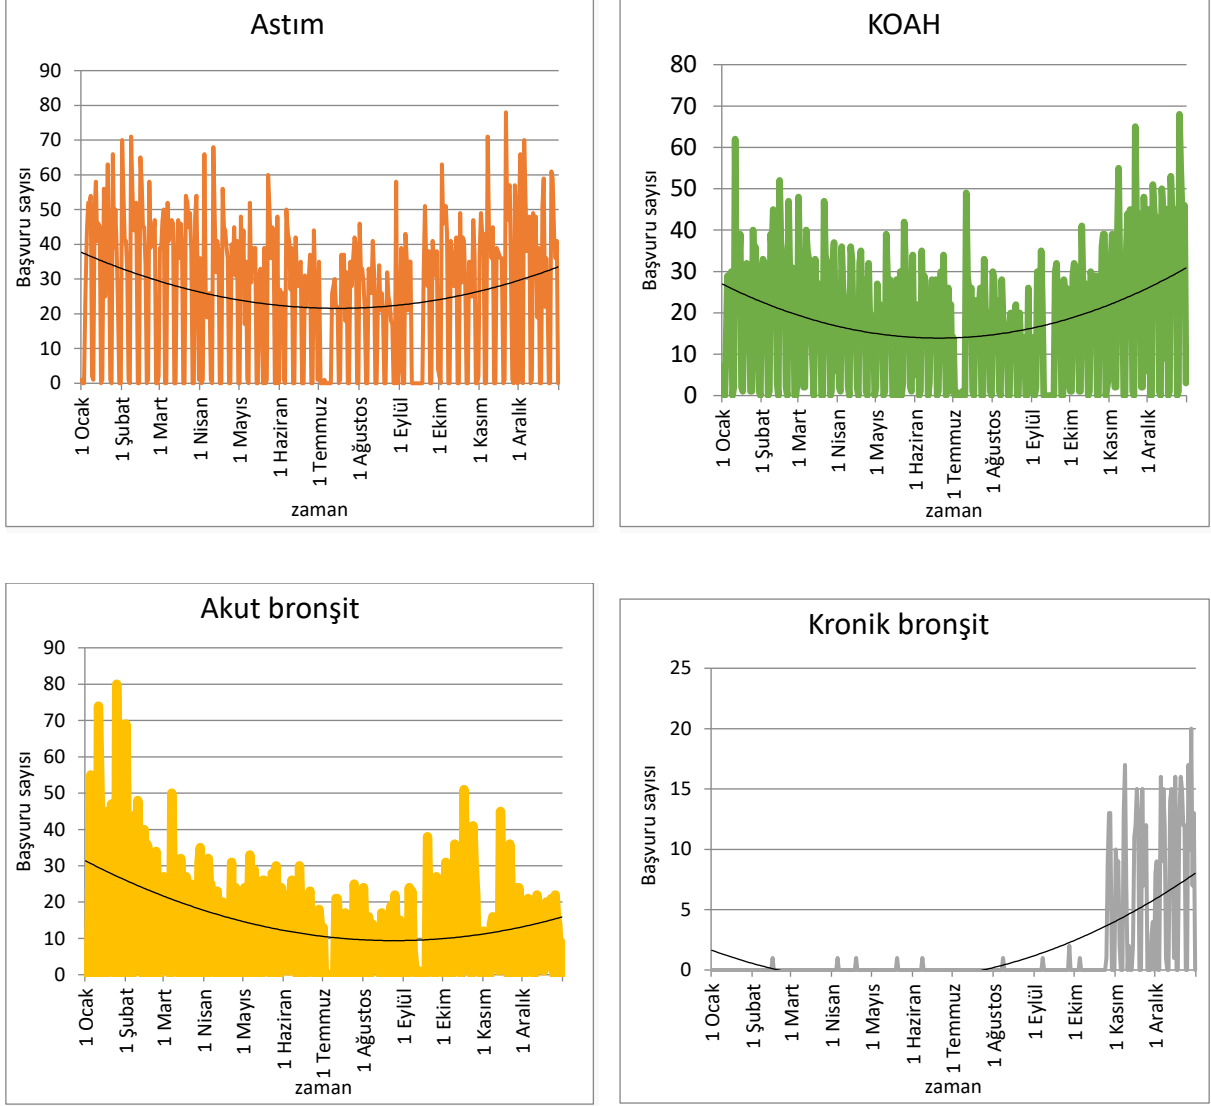 Astım
90
80
70
60
50
40
30
20
10
0
Başvuru sayısı
1 Ocak
1 Şubat
1 Mart
1 Nisan
1 Mayıs
1 Haziran
1 Temmuz
1 Ağustos
1 Eylül
1 Ekim
1 Kasım
1 Aralık
zaman
KOAH
80
70
60
50
40
30
20
10
0
Başvuru sayısı
1 Ocak
1 Şubat
1 Mart
1 Nisan
1 Mayıs
1 Haziran
1 Temmuz
1 Ağustos
1 Eylül
1 Ekim
1 Kasım
1 Aralık
zaman
Akut bronşit
90
80
70
60
50
40
30
20
10
0
Başvuru sayısı
1 Ocak
1 Şubat
1 Mart
1 Nisan
1 Mayıs
1 Haziran
1 Temmuz
1 Ağustos
1 Eylül
1 Ekim
1 Kasım
1 Aralık
zaman
Kronik bronşit
25
20
15
10
5
0
Başvuru sayısı
1 Ocak
1 Şubat
1 Mart
1 Nisan
1 Mayıs
1 Haziran
1 Temmuz
1 Ağustos
1 Eylül
1 Ekim
1 Kasım
1 Aralık
zaman